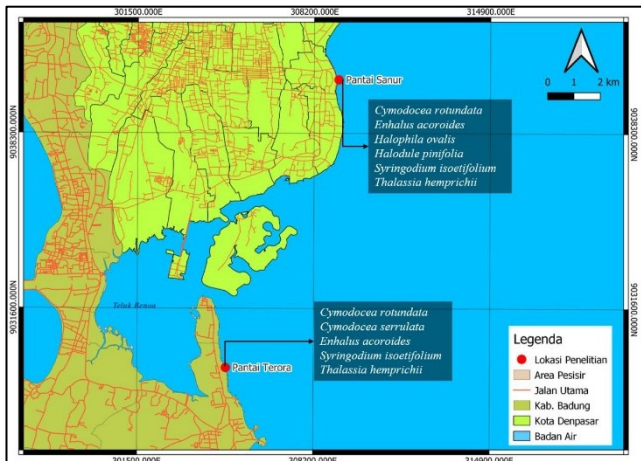 301500.000E 308200.000E 314900.000E
Pantai Sanur
0 1 2 km
Cymodocea rotundata
Enhalus acoroides
Halophila ovalis
Halodule pinifolia
Syringodium isoetifolium
Thalassia hemprichii
9038300.000N 9038300.000N
Teluk Benoa
9031600.000N 9031600.000N
Cymodocea rotundata
Cymodocea serrulata
Enhalus acoroides
Syringodium isoetifolium
Thalassia hemprichii
Pantai Terora
Legenda
Lokasi Penelitian
Area Pesisir
Jalan Utama
Kab. Badung
Kota Denpasar
Badan Air
301500.000E 308200.000E 314900.000E